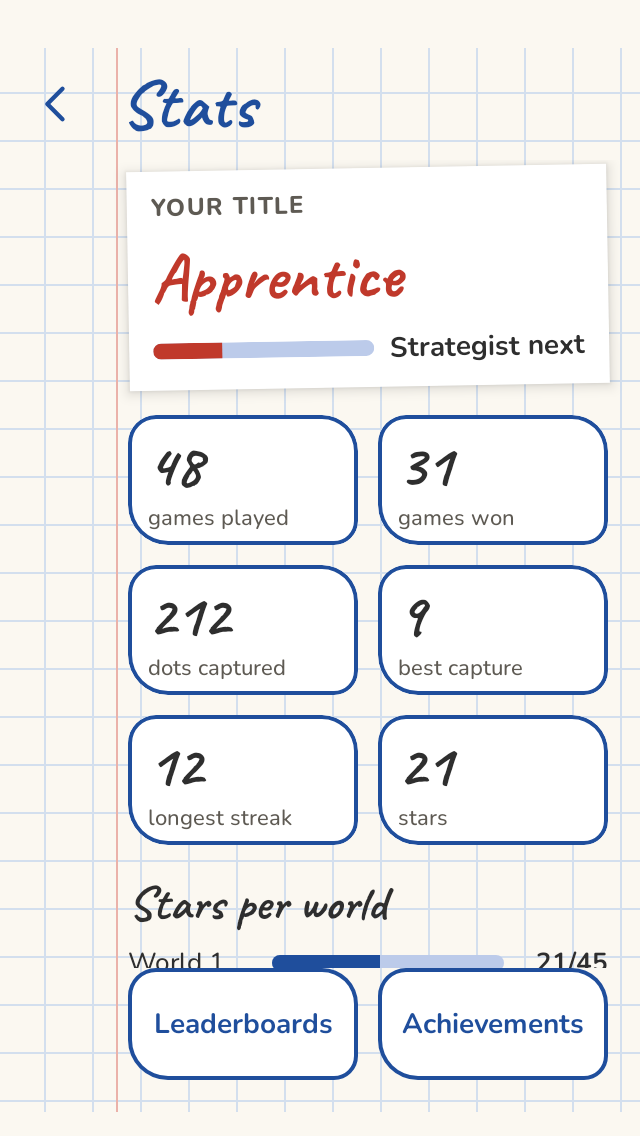 Stats
YOUR TITLE
Apprentice
Strategist next
48
games played
31
games won
212
dots captured
9
best capture
12
longest streak
21
stars
Stars per world
World 1
21/45
Leaderboards
Achievements